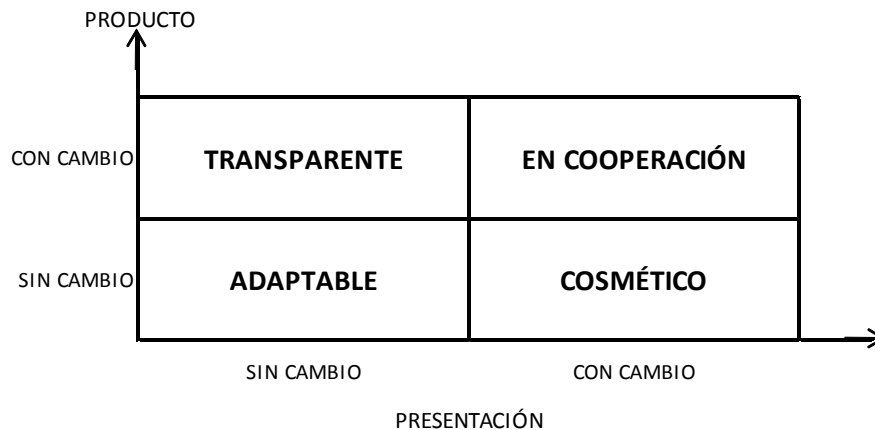 PRODUCTO
CON CAMBIO
TRANSPARENTE
EN COOPERACIÓN
SIN CAMBIO
ADAPTABLE
COSMÉTICO
SIN CAMBIO
CON CAMBIO
PRESENTACIÓN